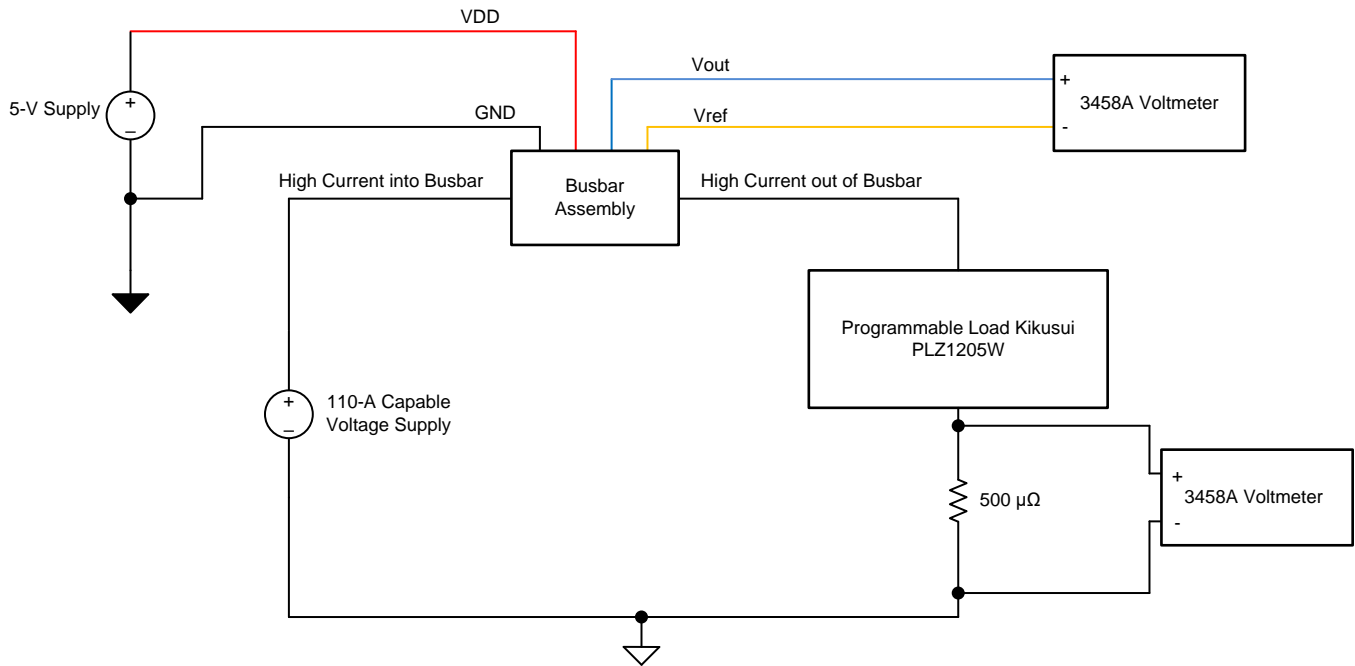 VDD
5-V Supply
+
–
GND
Vout
Vref
+
-
3458A Voltmeter
High Current into Busbar
Busbar
Assembly
High Current out of Busbar
Programmable Load Kikusui
PLZ1205W
+
–
110-A Capable
Voltage Supply
500 µΩ
+
-
3458A Voltmeter